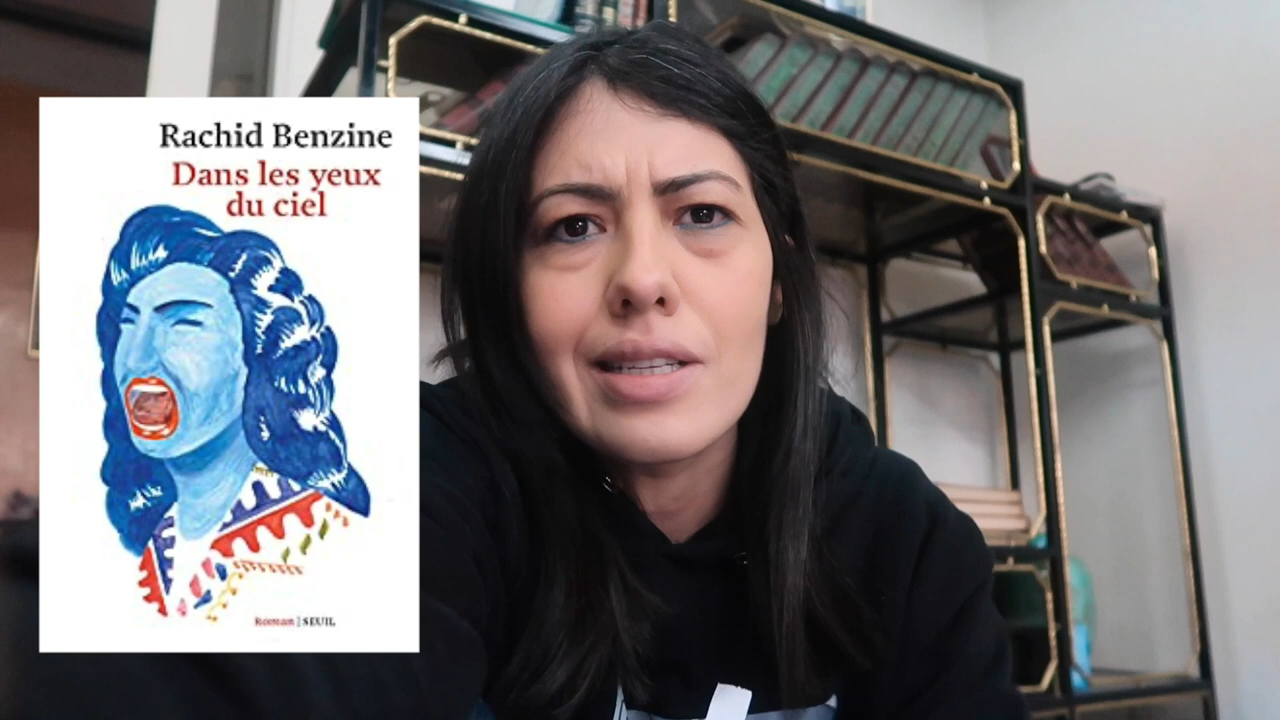 Rachid Benzine
Dans les yeux
du ciel
Roman | SEUIL